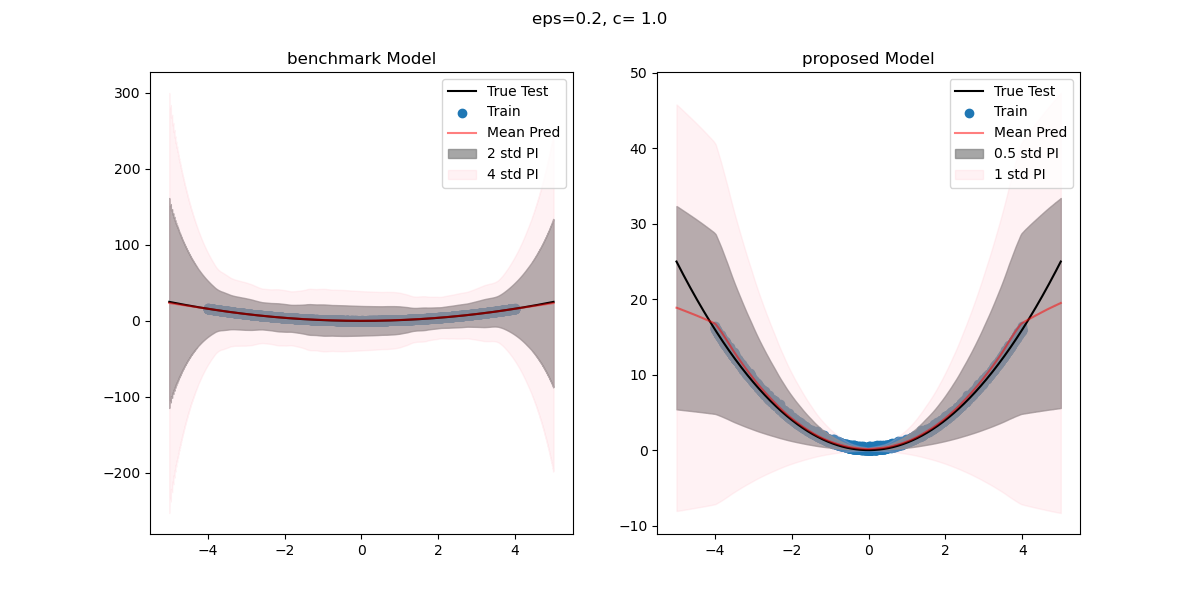 eps=0.2, c= 1.0
benchmark Model
300
200
100
0
−100
−200
−4
−2
0
2
4
True Test
Train
Mean Pred
2 std PI
4 std PI
proposed Model
50
40
30
20
10
0
−10
−4
−2
0
2
4
True Test
Train
Mean Pred
0.5 std PI
1 std PI